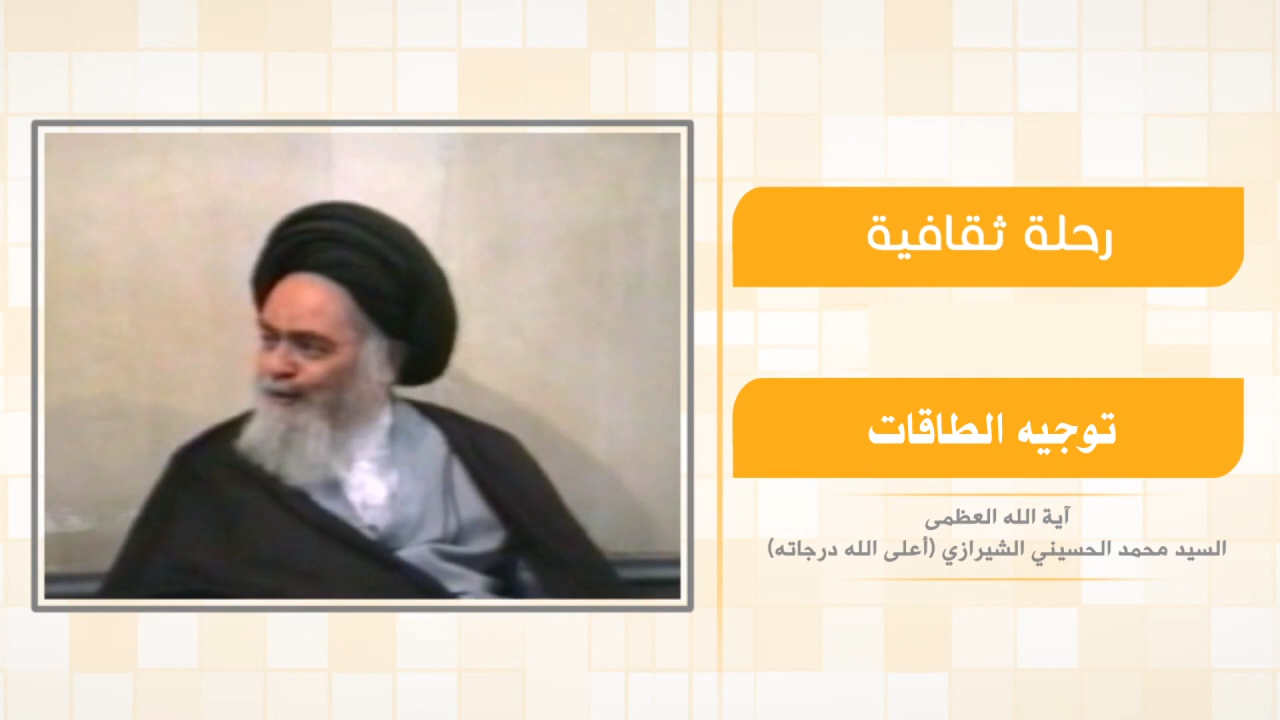 رحلة ثقافية
توجيه الطاقات
آية الله العظمى
السيد محمد الحسيني الشيرازي (أعلى الله درجاته)